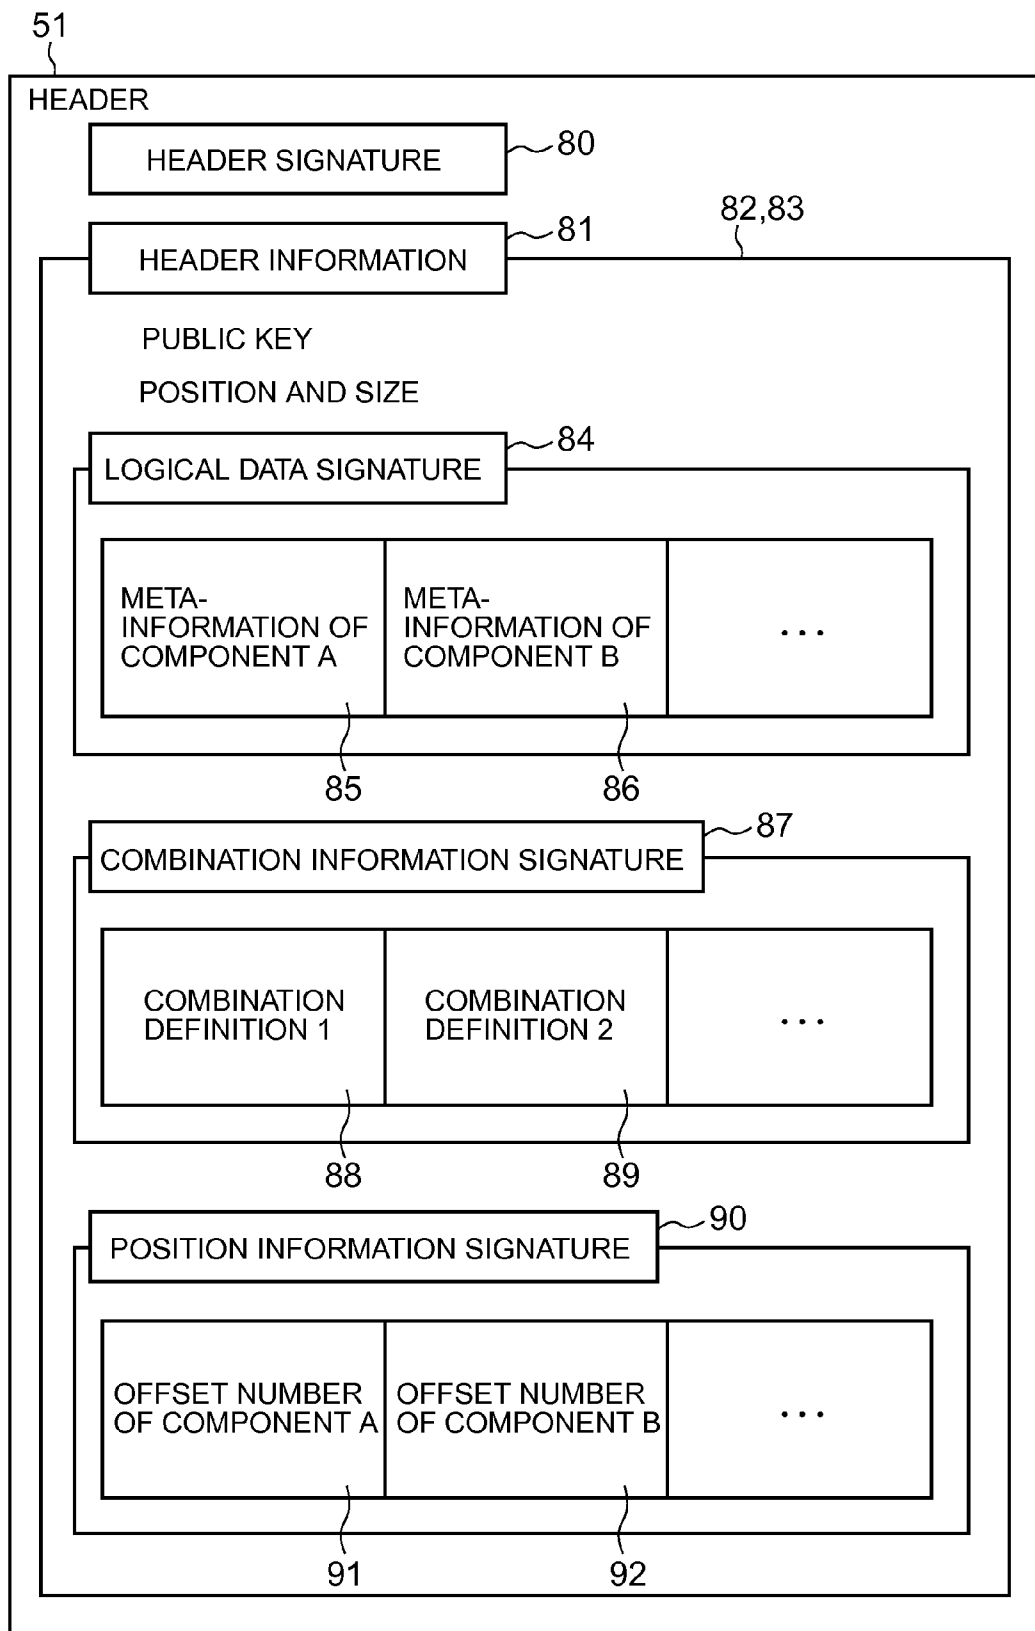 51
HEADER
HEADER SIGNATURE
80
HEADER INFORMATION
81
82,83
PUBLIC KEY
POSITION AND SIZE
LOGICAL DATA SIGNATURE
84
META-
INFORMATION OF
COMPONENT A
META-
INFORMATION OF
COMPONENT B
...
85
86
COMBINATION INFORMATION SIGNATURE
87
COMBINATION
DEFINITION 1
COMBINATION
DEFINITION 2
...
88
89
POSITION INFORMATION SIGNATURE
90
OFFSET NUMBER
OF COMPONENT A
OFFSET NUMBER
OF COMPONENT B
...
91
92